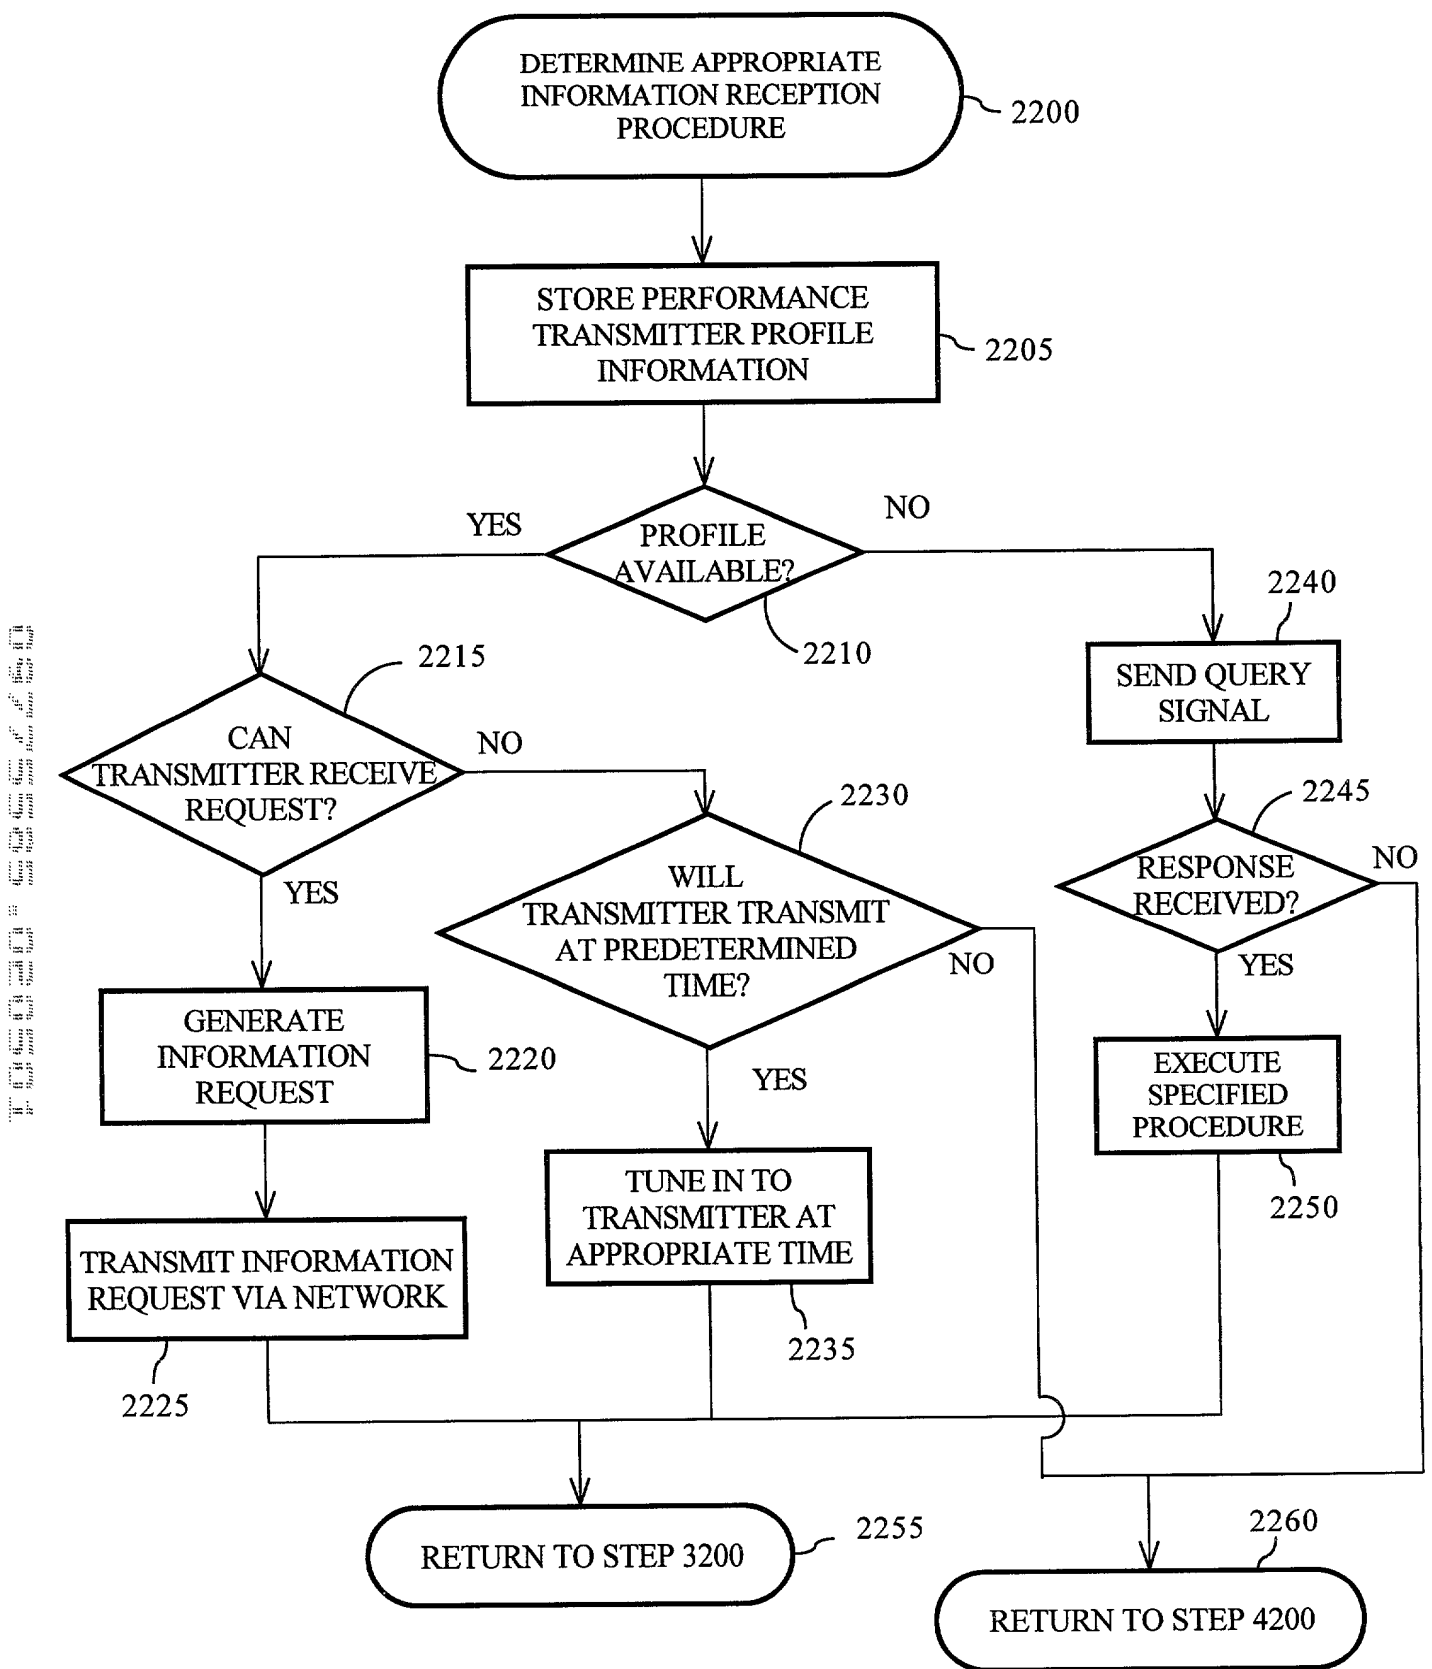 DETERMINE APPROPRIATE
INFORMATION RECEPTION
PROCEDURE
2200
STORE PERFORMANCE
TRANSMITTER PROFILE
INFORMATION
2205
YES
PROFILE
AVAILABLE?
NO
2210
2240
SEND QUERY
SIGNAL
2215
CAN
TRANSMITTER RECEIVE
REQUEST?
NO
YES
2230
WILL
TRANSMITTER TRANSMIT
AT PREDETERMINED
TIME?
NO
YES
2245
RESPONSE
RECEIVED?
NO
YES
GENERATE
INFORMATION
REQUEST
2220
EXECUTE
SPECIFIED
PROCEDURE
2250
TRANSMIT INFORMATION
REQUEST VIA NETWORK
2225
TUNE IN TO
TRANSMITTER AT
APPROPRIATE TIME
2235
RETURN TO STEP 3200
2255
2260
RETURN TO STEP 4200